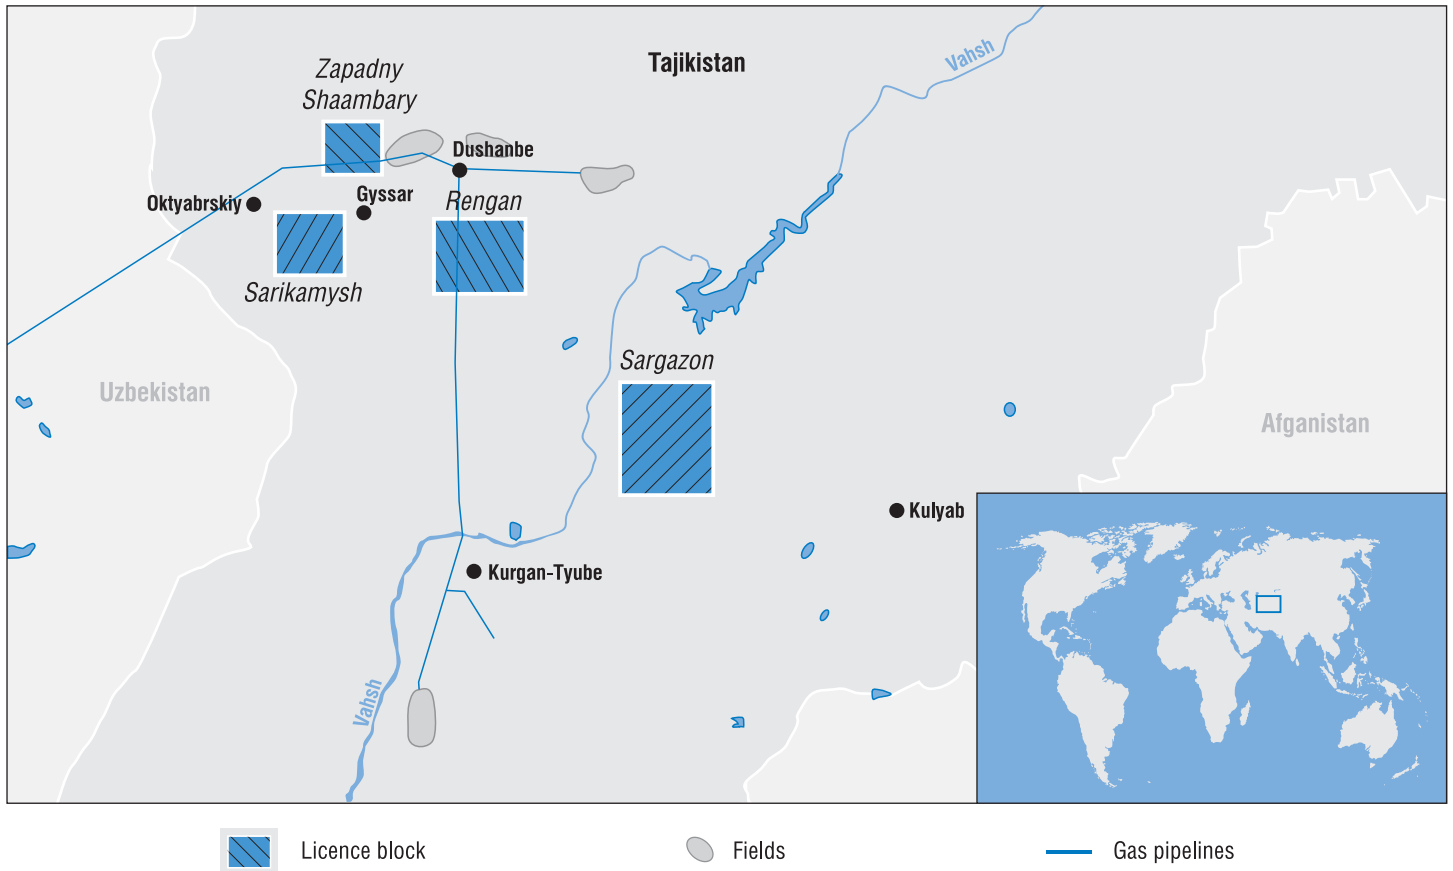 Tajikistan
Vahsh
Zapadny
Shaambary
Dushanbe
Oktyabrskiy
Gyssar
Rengan
Sarikamysh
Sargazon
Uzbekistan
Afganistan
Kulyab
Kurgan-Tyube
Vahsh
Licence block
Fields
Gas pipelines